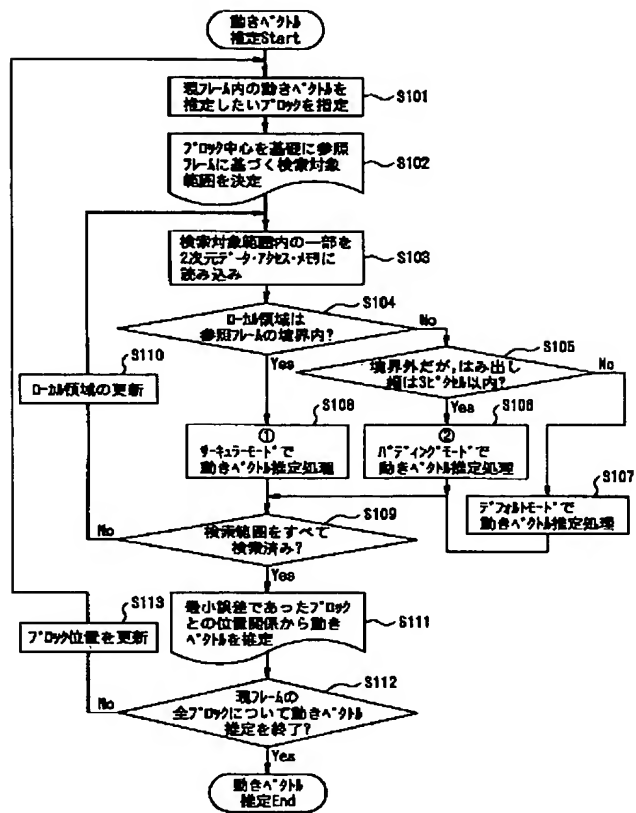 動きベクトル
推定Start
現フレーム内の動きベクトルを
推定したいブロックを指定
S101
ブロック中心を基礎に参照
フレームに基づく検索対象
範囲を決定
S102
検索対象範囲内の一部を
2次元データ・アクセス・メモリに
読み込み
S103
S104
ローカル領域は
参照フレームの境界内?
No
Yes
S105
境界外だが,はみ出し
幅はSピクセル以内?
No
Yes
S110
ローカル領域の更新
S108
①
サーキュラーモードで
動きベクトル推定処理
S106
②
パディングモードで
動きベクトル推定処理
S107
デフォルトモードで
動きベクトル推定処理
S109
検索範囲をすべて
検索済み?
No
Yes
S111
最小誤差であったブロック
との位置関係から動き
ベクトルを推定
S113
ブロック位置を更新
S112
現フレームの
全ブロックについて動きベクトル
推定を終了?
No
Yes
動きベクトル
推定End